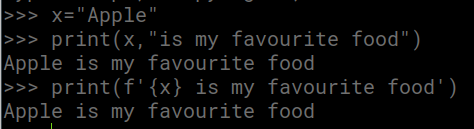 >>> x="Apple"
>>> print(x,"is my favourite food")
Apple is my favourite food
>>> print(f'{x} is my favourite food')
Apple is my favourite food